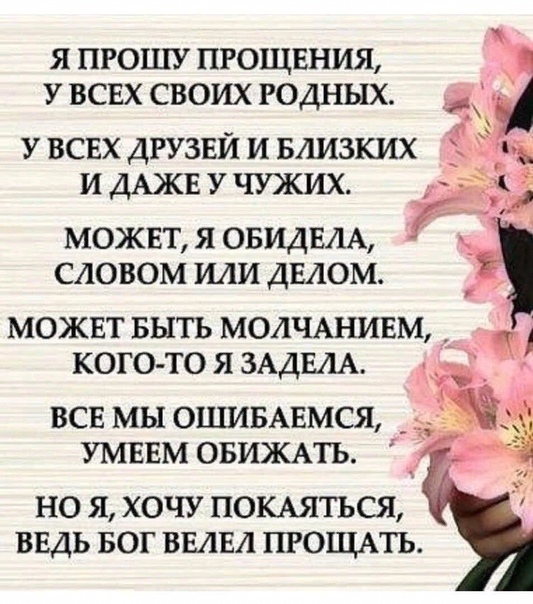 Я ПРОШУ ПРОЩЕНИЯ,
У ВСЕХ СВОИХ РОДНЫХ.
У ВСЕХ ДРУЗЕЙ И БЛИЗКИХ
И ДАЖЕ У ЧУЖИХ.
МОЖЕТ, Я ОБИДЕЛА,
СЛОВОМ ИЛИ ДЕЛОМ.
МОЖЕТ БЫТЬ МОЛЧАНИЕМ,
КОГО-ТО Я ЗАДЕЛА.
ВСЕ МЫ ОШИБАЕМСЯ,
УМЕЕМ ОБИЖАТЬ.
НО Я, ХОЧУ ПОКАЯТЬСЯ,
ВЕДЬ БОГ ВЕЛЕЛ ПРОЩАТЬ.